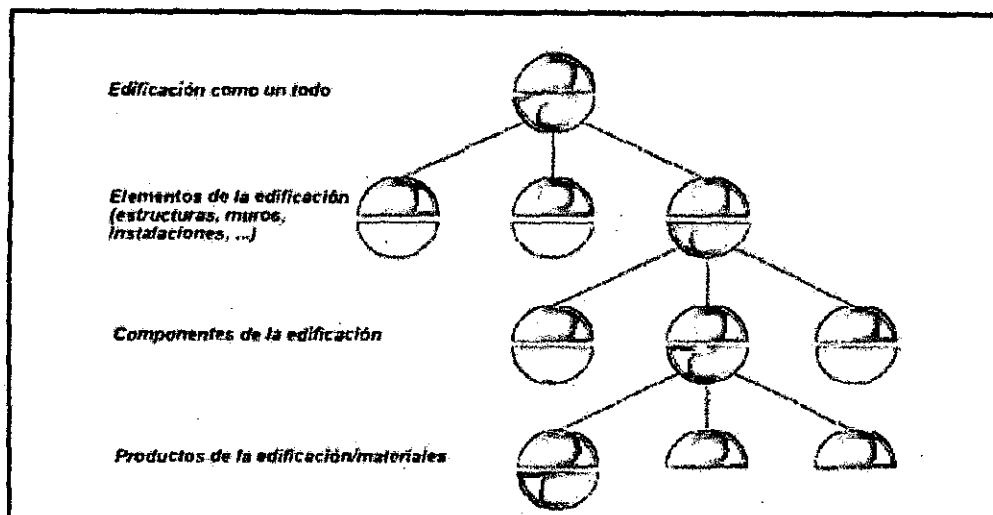 Edificación como un todo
Elementos de la edificación
(estructuras, muros,
instalaciones, ...)
Componentes de la edificación
Productos de la edificación/materiales